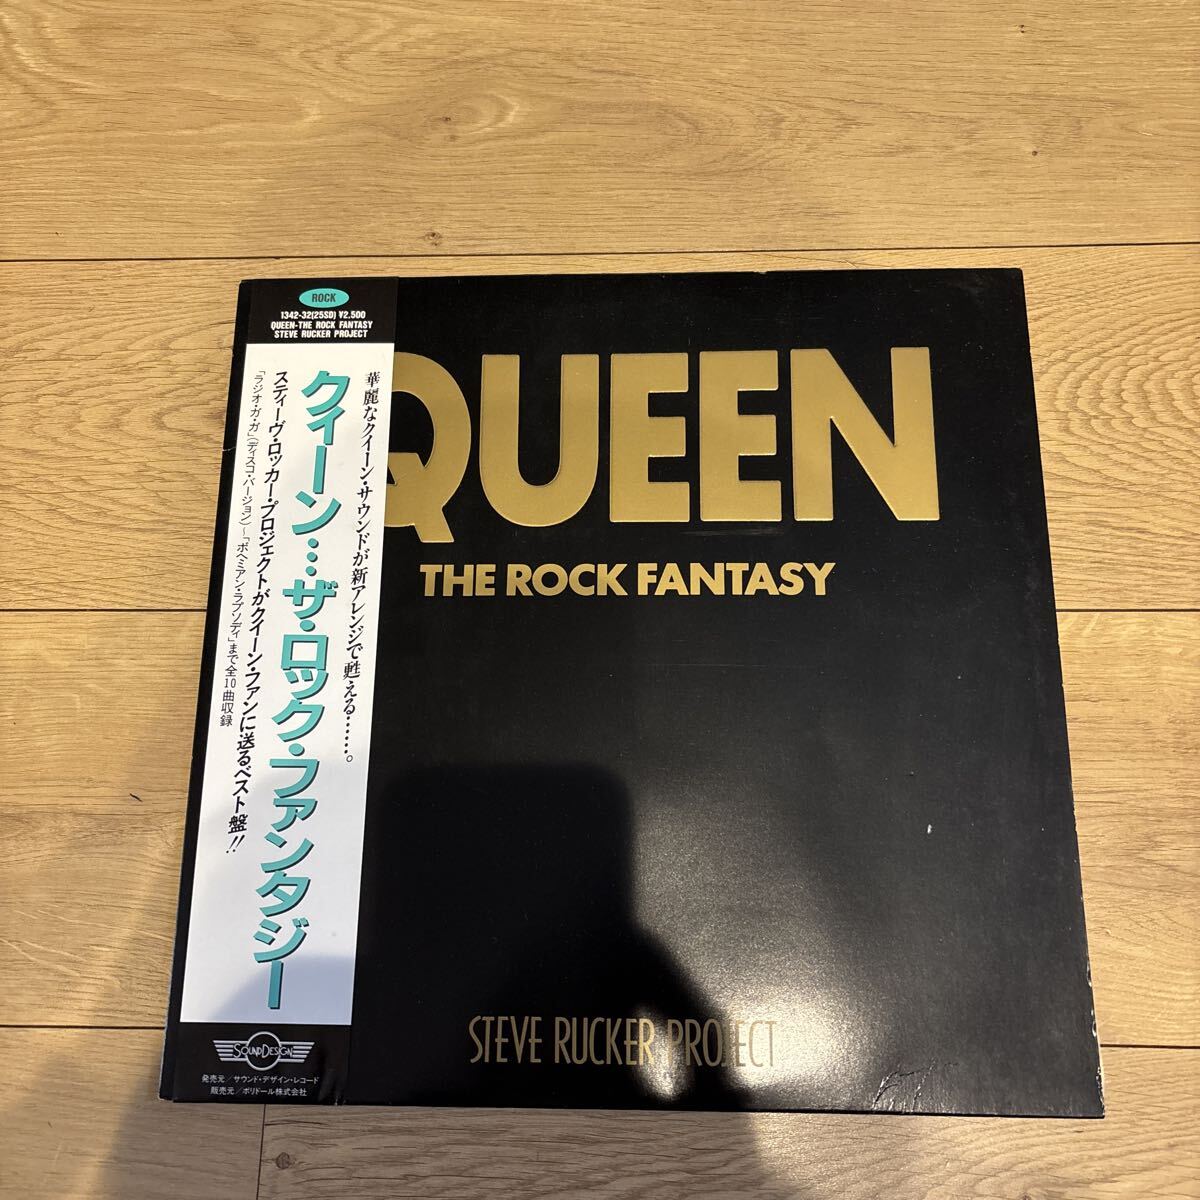 ROCK
1342-32(25SD) ¥2,500
QUEEN-THE ROCK FANTASY
STEVE RUCKER PROJECT
華麗なクイーン・サウンドが新アレンジで甦える……。
クィーン…ザ・ロック・ファンタジー
スティーヴ・ロッカー・プロジェクトがクイーン・ファンに送るベスト盤!!
「ラジオ・ガ・ガ」(ディスコ・バージョン)〜「ボヘミアン・ラプソディ」まで全10曲収録
SOUNDDESIGN
発売元/サウンド・デザイン・レコード
販売元/ポリドール株式会社
QUEEN
THE ROCK FANTASY
STEVE RUCKER PROJECT